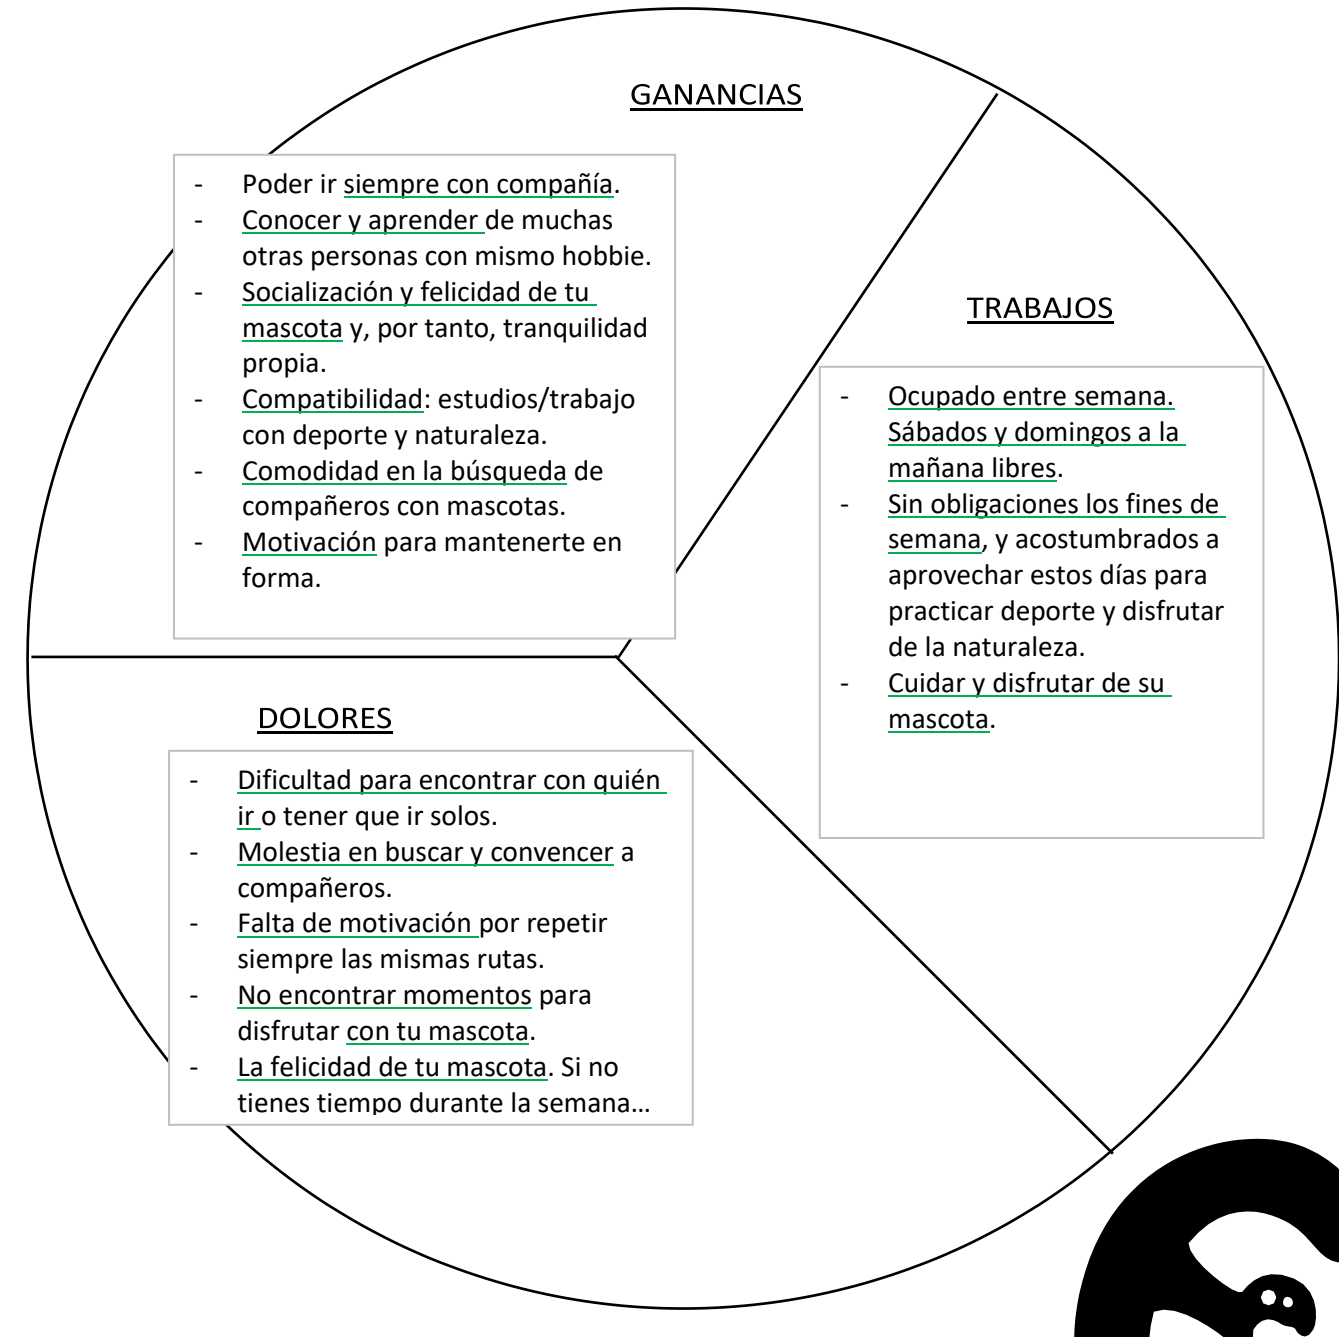 GANANCIAS
- Poder ir siempre con compañía.
- Conocer y aprender de muchas
otras personas con mismo hobbie.
- Socialización y felicidad de tu
mascota y, por tanto, tranquilidad
propia.
- Compatibilidad: estudios/trabajo
con deporte y naturaleza.
- Comodidad en la búsqueda de
compañeros con mascotas.
- Motivación para mantenerte en
forma.
TRABAJOS
- Ocupado entre semana.
Sábados y domingos a la
mañana libres.
- Sin obligaciones los fines de
semana, y acostumbrados a
aprovechar estos días para
practicar deporte y disfrutar
de la naturaleza.
- Cuidar y disfrutar de su
mascota.
DOLORES
- Dificultad para encontrar con quién
ir o tener que ir solos.
- Molestia en buscar y convencer a
compañeros.
- Falta de motivación por repetir
siempre las mismas rutas.
- No encontrar momentos para
disfrutar con tu mascota.
- La felicidad de tu mascota. Si no
tienes tiempo durante la semana…